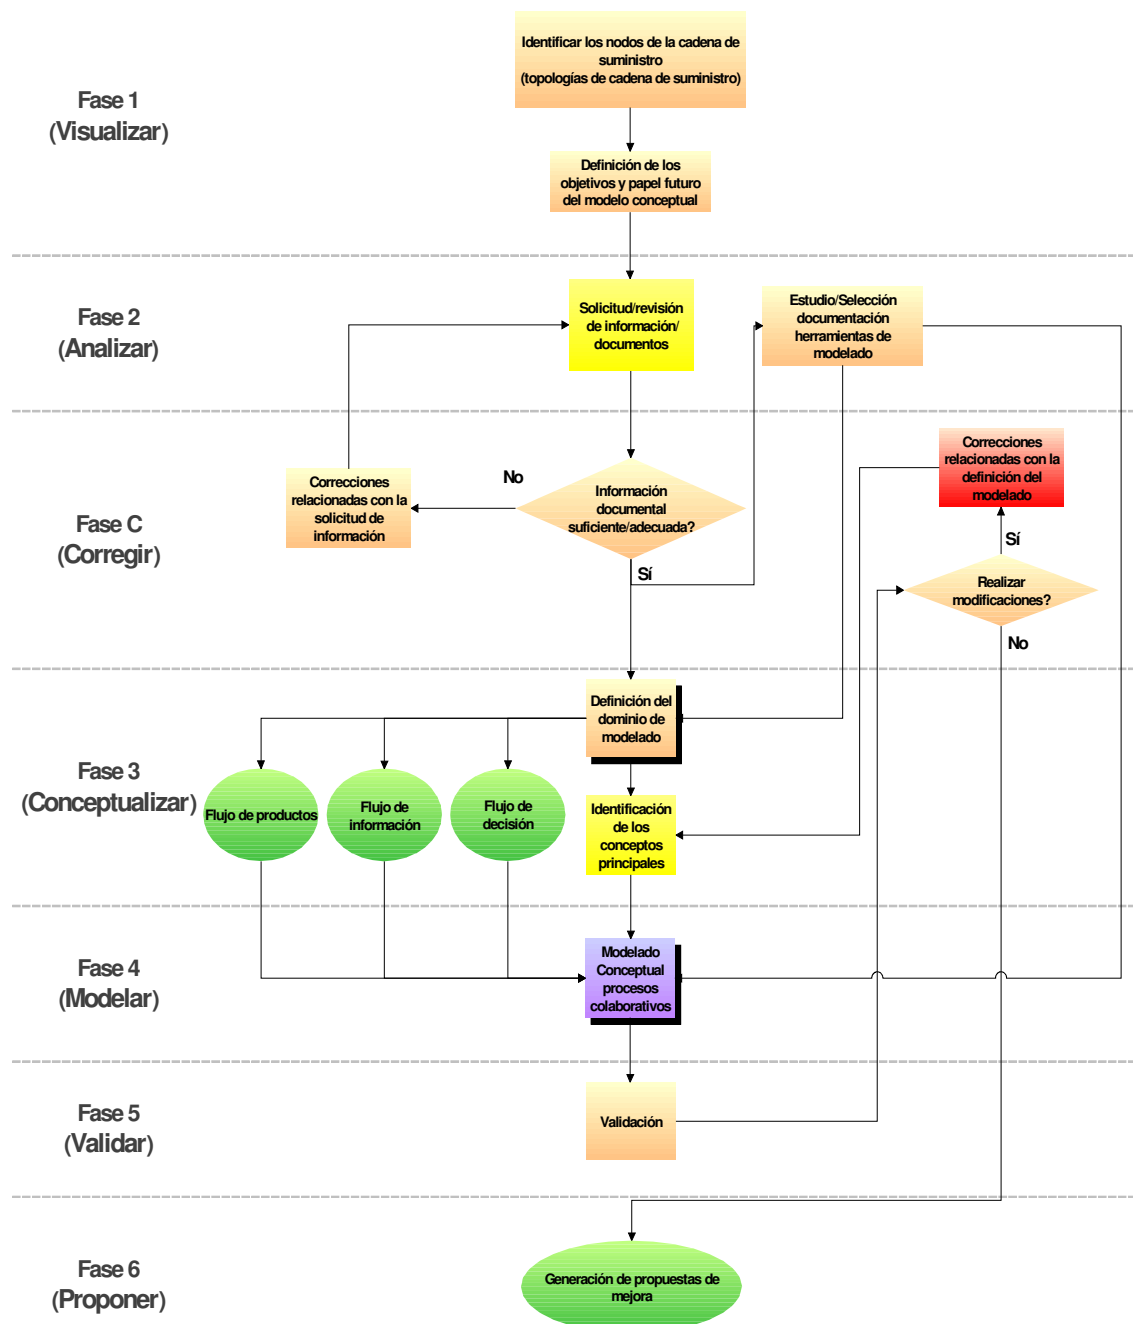 Identificar los nodos de la cadena de
suministro
(topologías de cadena de suministro)
Fase 1
(Visualizar)
Definición de los
objetivos y papel futuro
del modelo conceptual
Fase 2
(Analizar)
Solicitud/revisión
de información/
documentos
Estudio/Selección
documentación
herramientas de
modelado
Fase C
(Corregir)
Correcciones
relacionadas con la
solicitud de
información
No
Información
documental
suficiente/adecuada?
Sí
Correcciones
relacionadas con la
definición del
modelado
Sí
Realizar
modificaciones?
No
Fase 3
(Conceptualizar)
Definición del
dominio de
modelado
Flujo de productos
Flujo de
información
Flujo de
decisión
Identificación
de los
conceptos
principales
Fase 4
(Modelar)
Modelado
Conceptual
procesos
colaborativos
Fase 5
(Validar)
Validación
Fase 6
(Proponer)
Generación de propuestas de
mejora